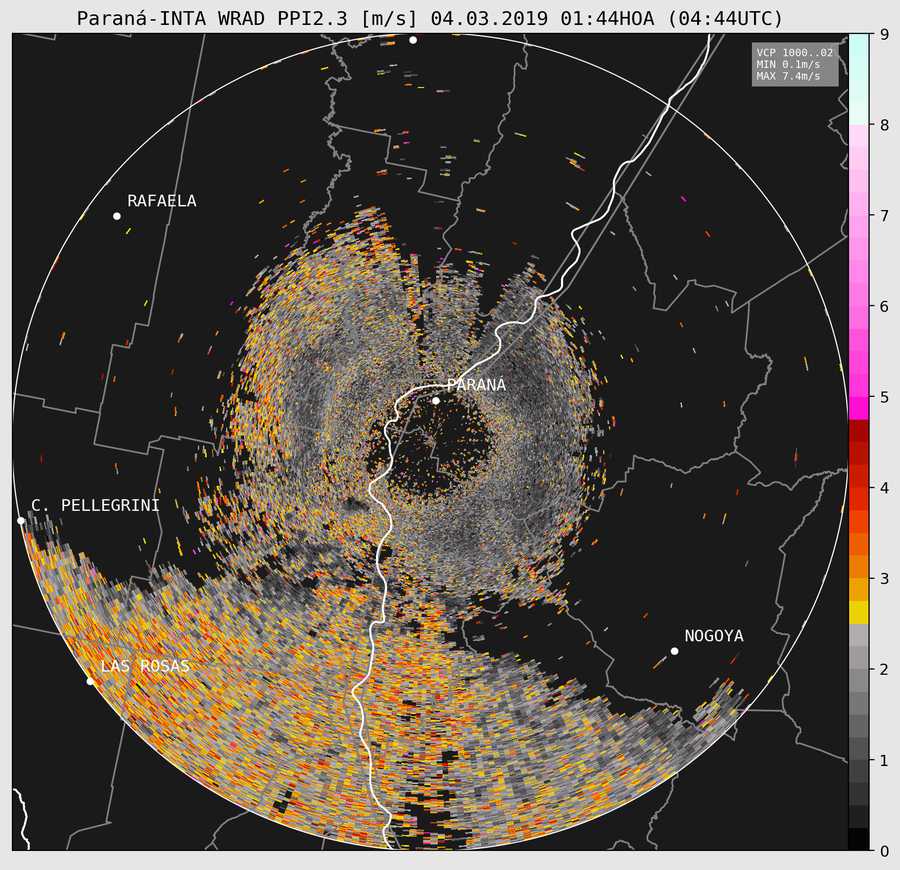 Paraná-INTA WRAD PPI2.3 [m/s] 04.03.2019 01:44HOA (04:44UTC)
VCP 1000..02
MIN 0.1m/s
MAX 7.4m/s
9
8
7
6
5
4
3
2
1
0
RAFAELA
PARANÁ
C. PELLEGRINI
NOGOYA
LAS ROSAS